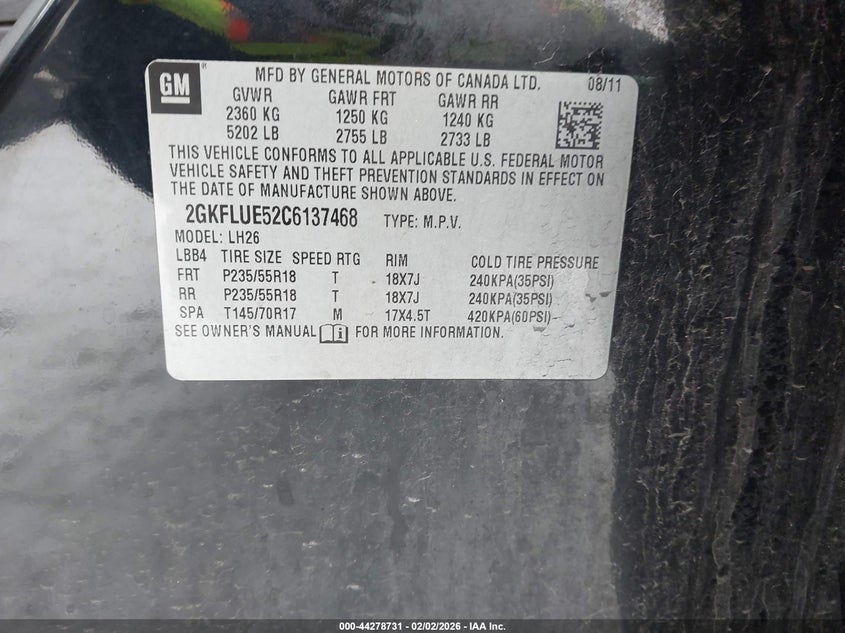 GM
MFD BY GENERAL MOTORS OF CANADA LTD. 08/11
GVWR GAWR FRT GAWR RR
2360 KG 1250 KG 1240 KG
5202 LB 2755 LB 2733 LB
THIS VEHICLE CONFORMS TO ALL APPLICABLE U.S. FEDERAL MOTOR
VEHICLE SAFETY AND THEFT PREVENTION STANDARDS IN EFFECT ON
THE DATE OF MANUFACTURE SHOWN ABOVE.
2GKFLUE52C6137468 TYPE: M.P.V.
MODEL: LH26
LBB4 TIRE SIZE SPEED RTG RIM COLD TIRE PRESSURE
FRT P235/55R18 T 18X7J 240KPA(35PSI)
RR P235/55R18 T 18X7J 240KPA(35PSI)
SPA T145/70R17 M 17X4.5T 420KPA(60PSI)
SEE OWNER'S MANUAL FOR MORE INFORMATION.
000-44278731 - 02/02/2026 - IAA Inc.